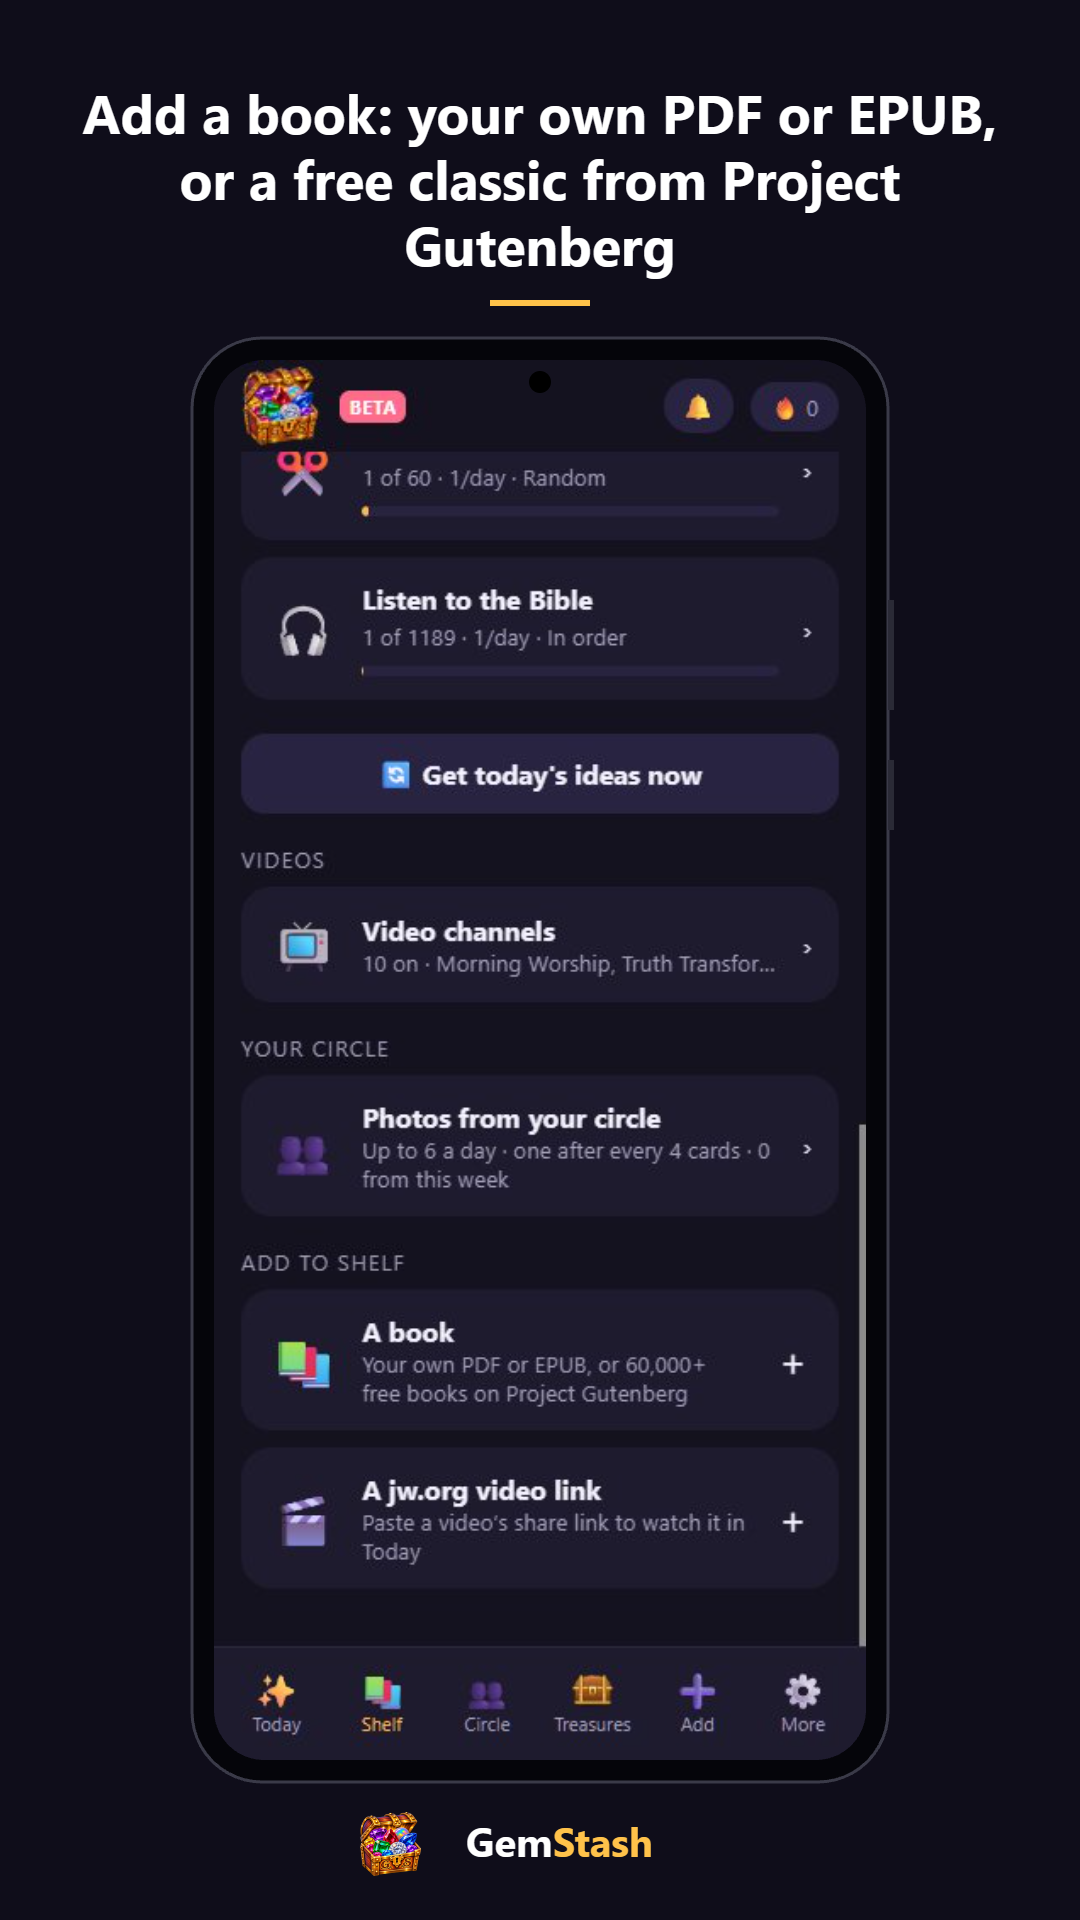 Add a book: your own PDF or EPUB,
or a free classic from Project
Gutenberg
BETA
0
1 of 60 · 1/day · Random
Listen to the Bible
1 of 1189 · 1/day · In order
Get today's ideas now
VIDEOS
Video channels
10 on · Morning Worship, Truth Transfor...
YOUR CIRCLE
Photos from your circle
Up to 6 a day · one after every 4 cards · 0
from this week
ADD TO SHELF
A book
Your own PDF or EPUB, or 60,000+
free books on Project Gutenberg
A jw.org video link
Paste a video's share link to watch it in
Today
Today Shelf Circle Treasures Add More
GemStash